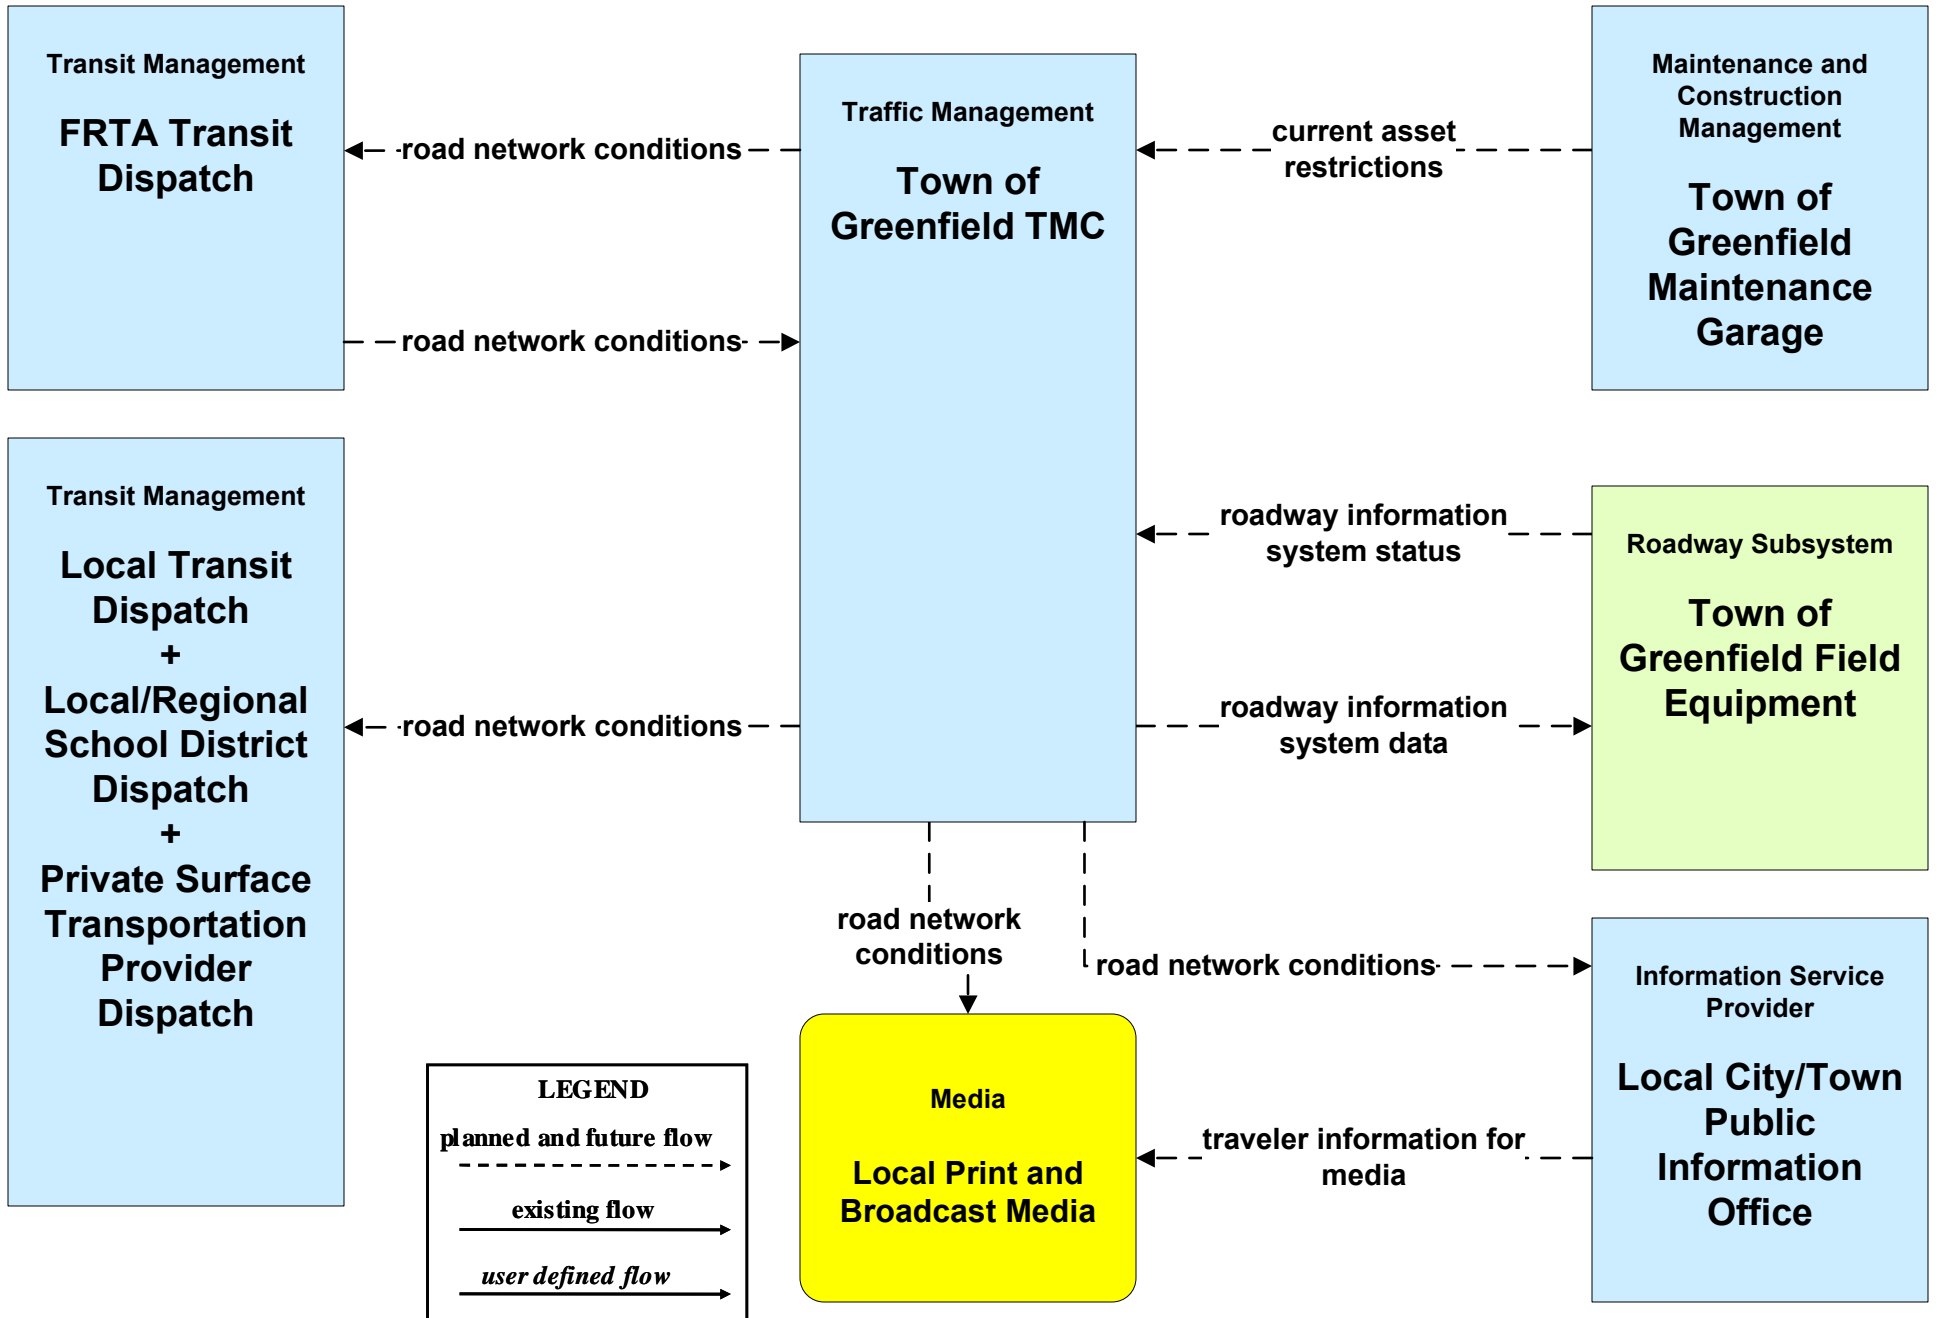 Transit Management
FRTA Transit
Dispatch
road network conditions
road network conditions
Traffic Management
Town of
Greenfield TMC
current asset
restrictions
Maintenance and
Construction
Management
Town of
Greenfield
Maintenance
Garage
Transit Management
Local Transit
Dispatch
+
Local/Regional
School District
Dispatch
+
Private Surface
Transportation
Provider
Dispatch
road network conditions
roadway information
system status
roadway information
system data
Roadway Subsystem
Town of
Greenfield Field
Equipment
road network
conditions
road network conditions
Information Service
Provider
Local City/Town
Public
Information
Office
traveler information for
media
Media
Local Print and
Broadcast Media
LEGEND
planned and future flow
existing flow
user defined flow